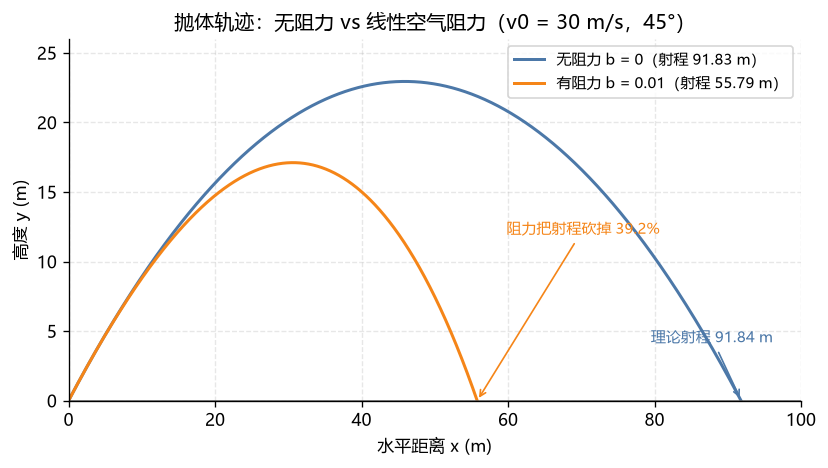 抛体轨迹：无阻力 vs 线性空气阻力（v0 = 30 m/s，45°）
无阻力 b = 0（射程 91.83 m）
有阻力 b = 0.01（射程 55.79 m）
25
20
15
10
5
0
高度 y (m)
阻力把射程砍掉 39.2%
理论射程 91.84 m
0
20
40
60
80
100
水平距离 x (m)